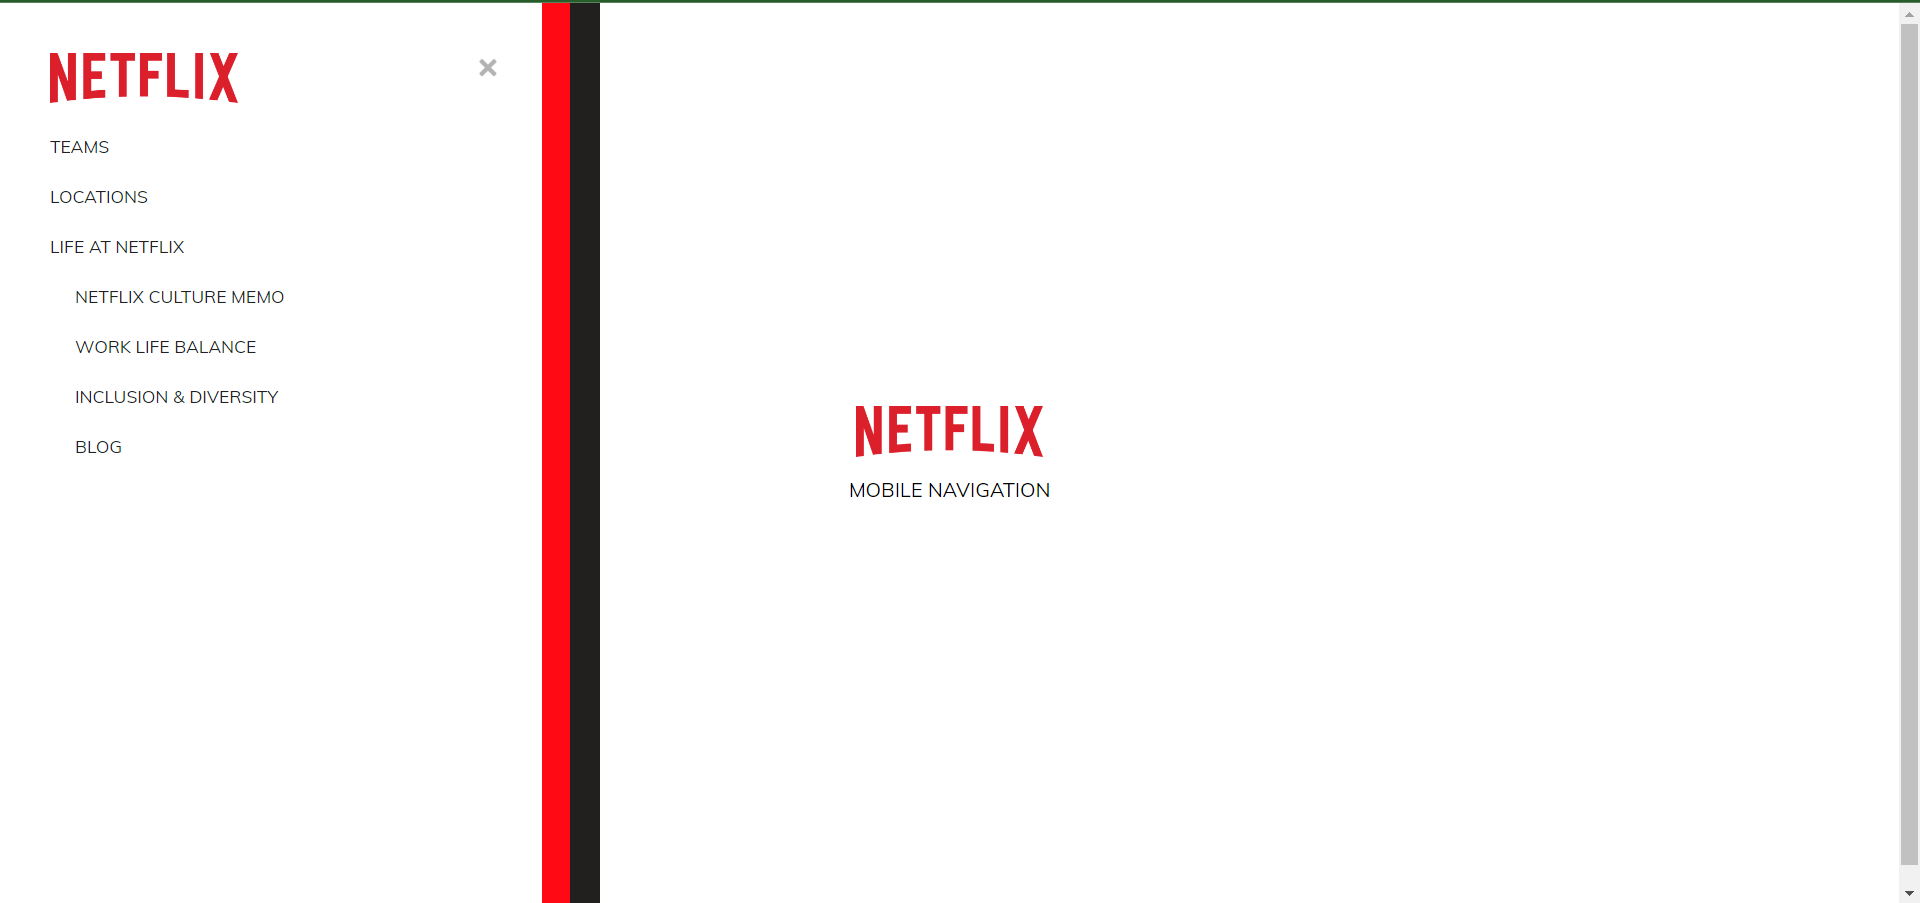 NETFLIX
TEAMS
LOCATIONS
LIFE AT NETFLIX
NETFLIX CULTURE MEMO
WORK LIFE BALANCE
INCLUSION & DIVERSITY
BLOG
NETFLIX
MOBILE NAVIGATION